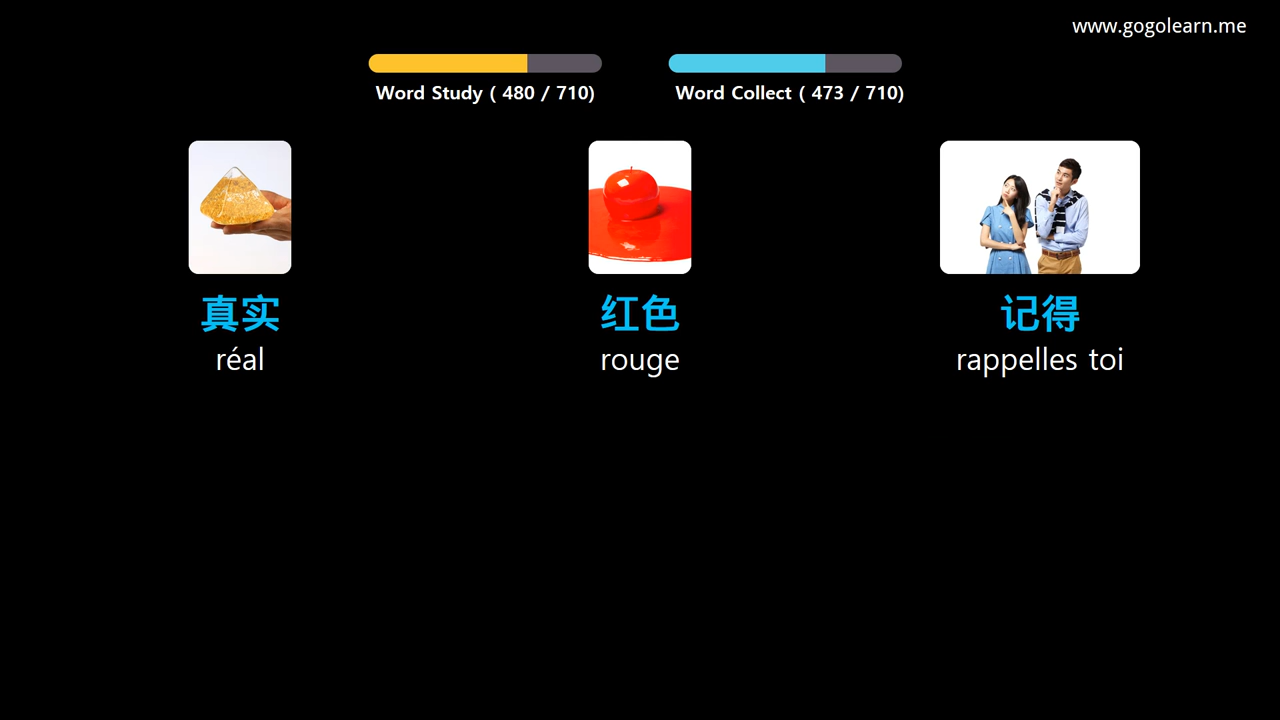 www.gogolearn.me
Word Study ( 480 / 710)
Word Collect ( 473 / 710)
真实
réal
红色
rouge
记得
rappelles toi